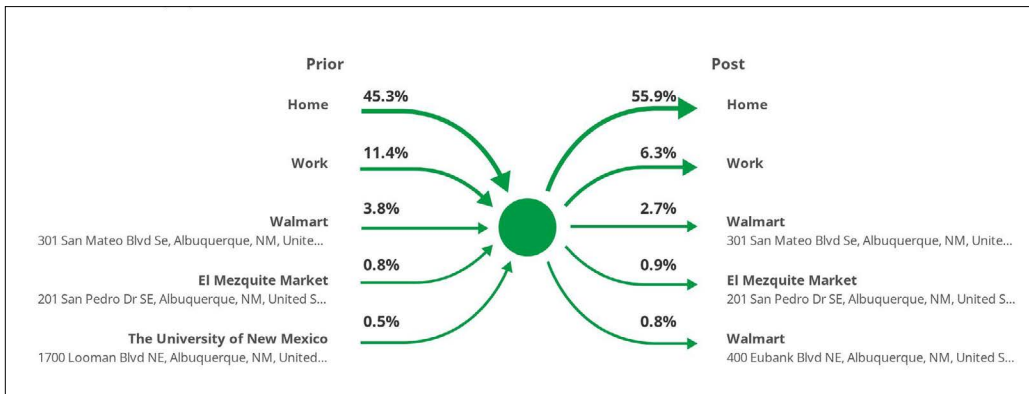 Prior
Post
45.3%
Home
55.9%
Home
11.4%
Work
6.3%
Work
3.8%
Walmart
301 San Mateo Blvd Se, Albuquerque, NM, Unite...
2.7%
Walmart
301 San Mateo Blvd Se, Albuquerque, NM, Unite...
0.8%
El Mezquite Market
201 San Pedro Dr SE, Albuquerque, NM, United S...
0.9%
El Mezquite Market
201 San Pedro Dr SE, Albuquerque, NM, United S...
0.5%
The University of New Mexico
1700 Looman Blvd NE, Albuquerque, NM, United...
0.8%
Walmart
400 Eubank Blvd NE, Albuquerque, NM, United S...